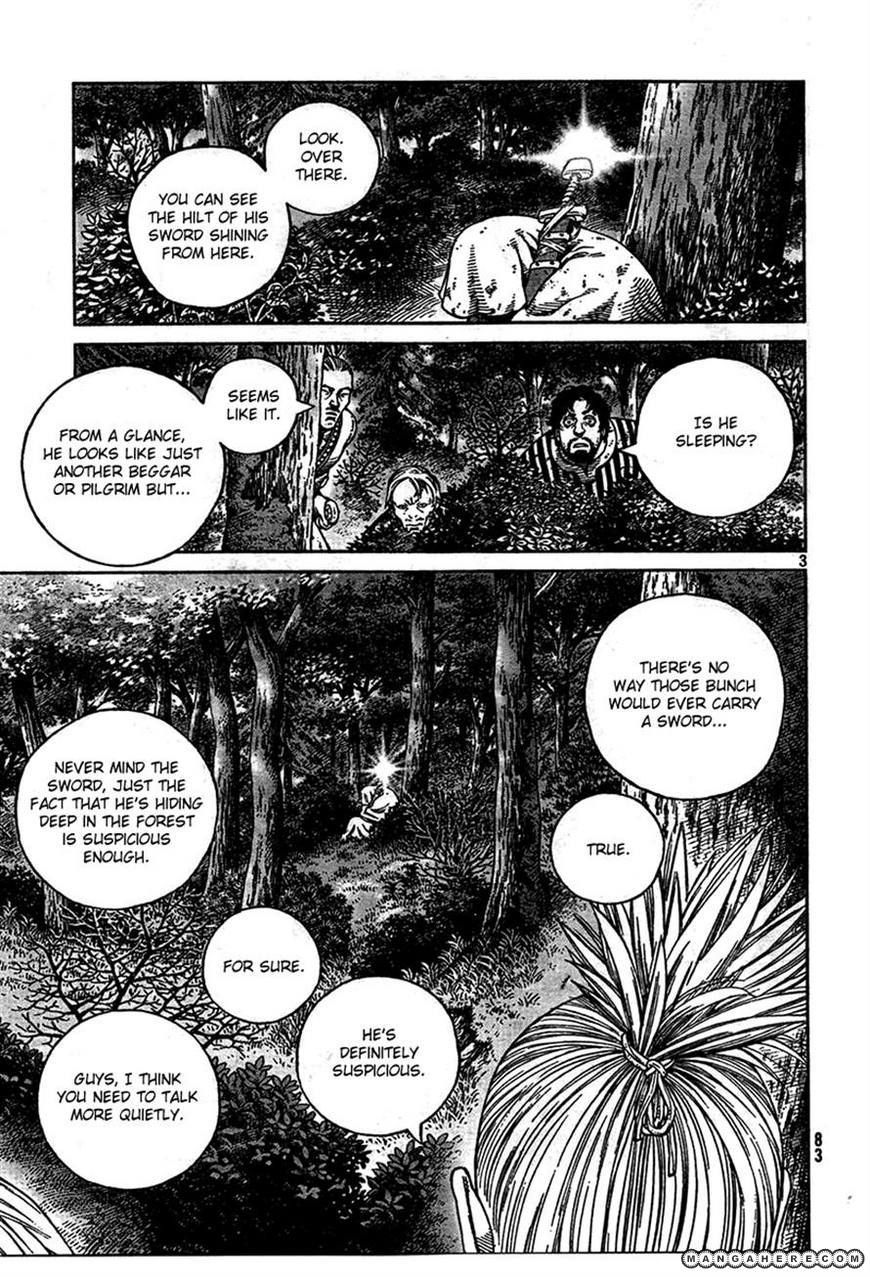 LOOK.
OVER
THERE.
YOU CAN SEE
THE HILT OF HIS
SWORD SHINING
FROM HERE.
IS HE
SLEEPING?
SEEMS
LIKE IT.
FROM A GLANCE,
HE LOOKS LIKE JUST
ANOTHER BEGGAR
OR PILGRIM BUT...
3
THERE'S NO
WAY THOSE BUNCH
WOULD EVER CARRY
A SWORD...
TRUE.
NEVER MIND THE
SWORD, JUST THE
FACT THAT HE'S HIDING
DEEP IN THE FOREST
IS SUSPICIOUS
ENOUGH.
FOR SURE.
HE'S
DEFINITELY
SUSPICIOUS.
GUYS, I THINK
YOU NEED TO TALK
MORE QUIETLY.
83
MANGAHERE.COM